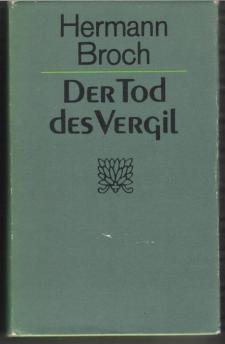 Hermann
Broch
Der Tod
des Vergil